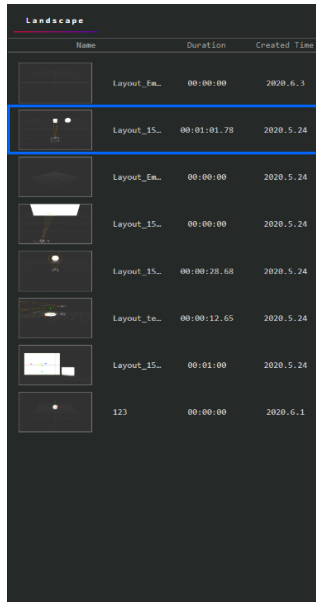 Landscape
Name Duration Created Time
Layout_Em… 00:00:00 2020.6.3
Layout_15… 00:01:01.78 2020.5.24
Layout_Em… 00:00:00 2020.5.24
Layout_15… 00:00:00 2020.5.24
Layout_15… 00:00:28.68 2020.5.24
Layout_te… 00:00:12.65 2020.5.24
Layout_15… 00:01:00 2020.5.24
123 00:00:00 2020.6.1